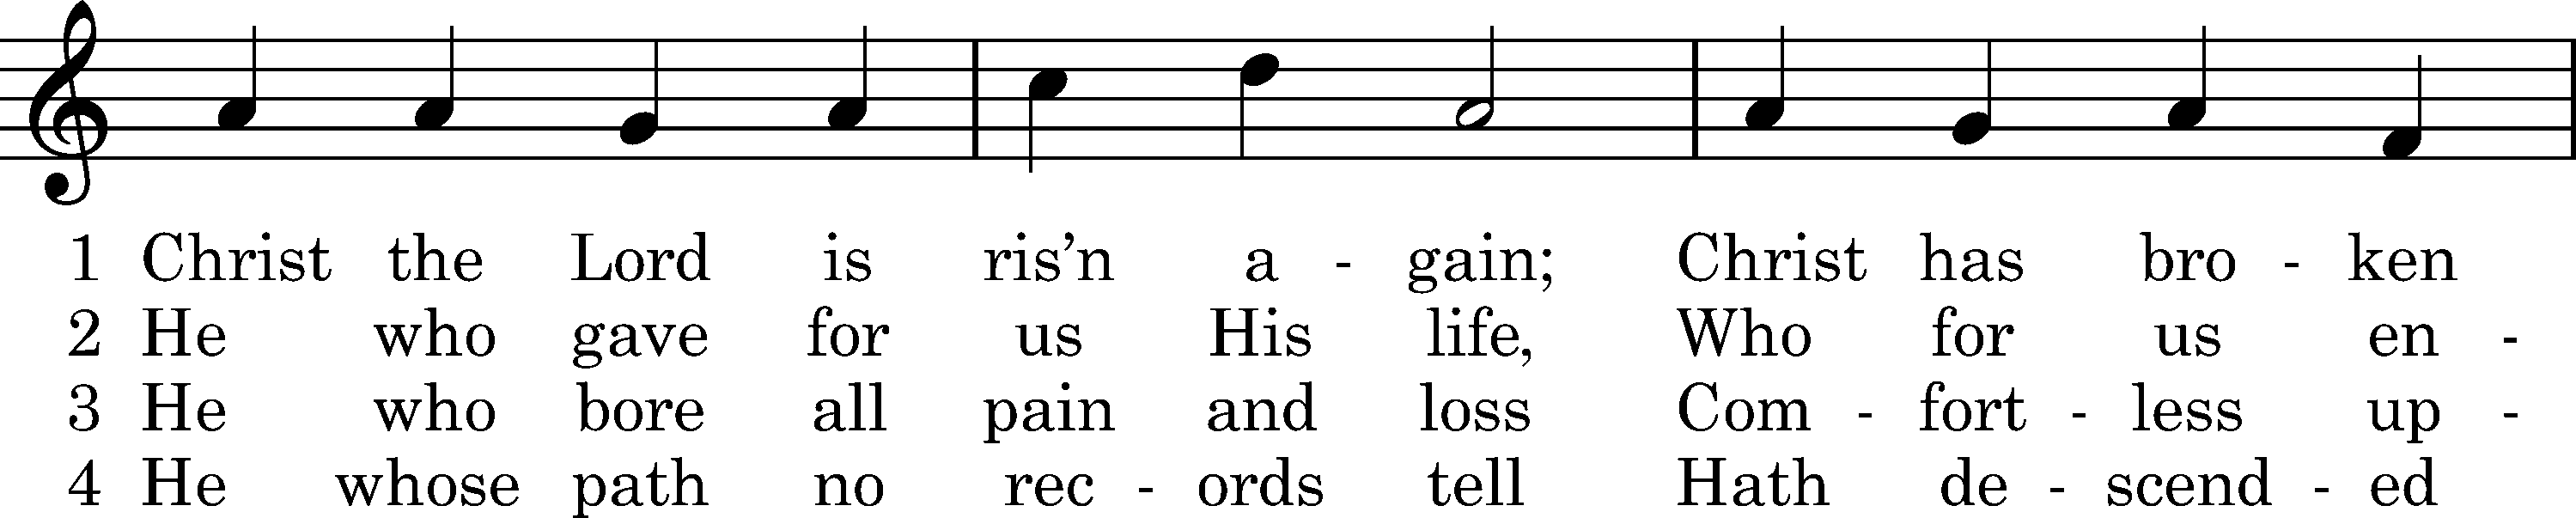 1 Christ the Lord is ris’n a - gain; Christ has bro - ken
2 He who gave for us His life, Who for us en -
3 He who bore all pain and loss Com - fort - less up -
4 He whose path no rec - ords tell Hath de - scend - ed